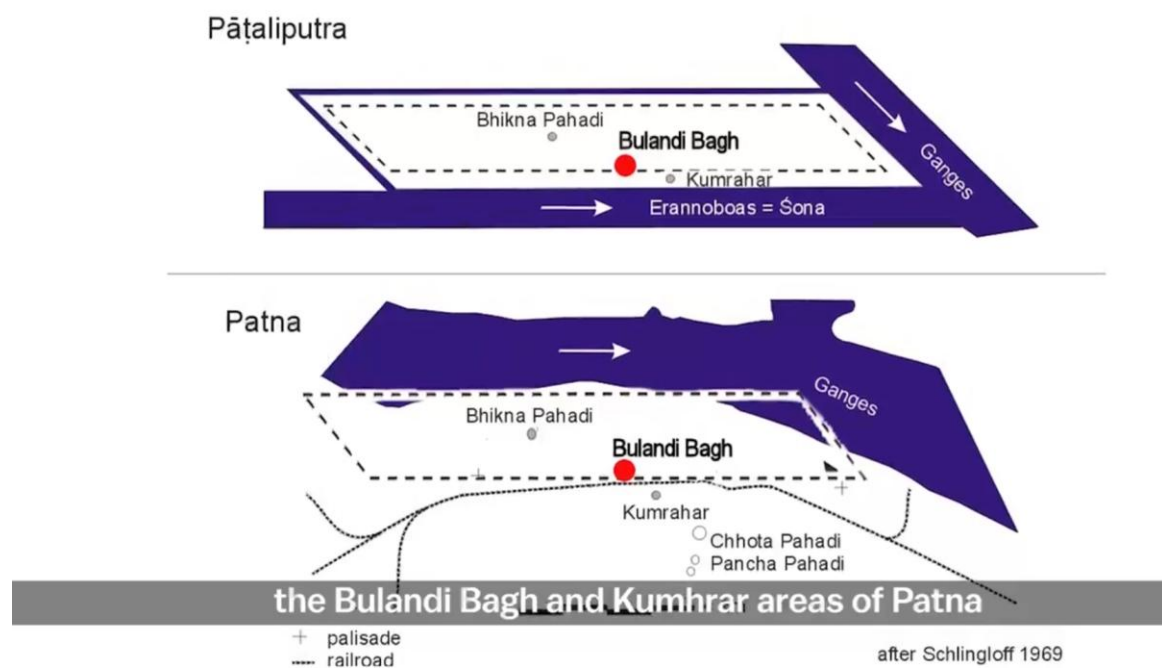 Pāṭaliputra
Bhikna Pahadi
Bulandi Bagh
Kumrahar
Ganges
Erannoboas = Śona
Patna
Ganges
Bhikna Pahadi
Bulandi Bagh
Kumrahar
Chhota Pahadi
Pancha Pahadi
the Bulandi Bagh and Kumhrar areas of Patna
+ palisade
railroad
after Schlingloff 1969